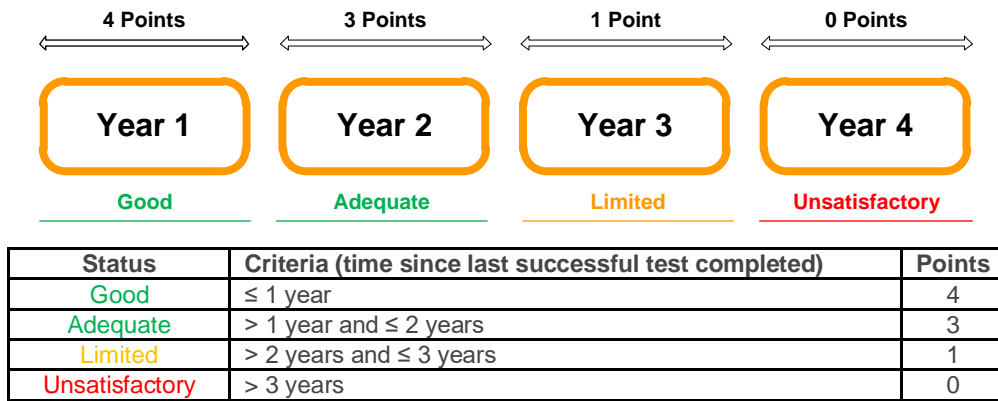 4 Points 3 Points 1 Point 0 Points
Year 1 Year 2 Year 3 Year 4
Good Adequate Limited Unsatisfactory
Status Criteria (time since last successful test completed) Points
Good ≤ 1 year 4
Adequate > 1 year and ≤ 2 years 3
Limited > 2 years and ≤ 3 years 1
Unsatisfactory > 3 years 0